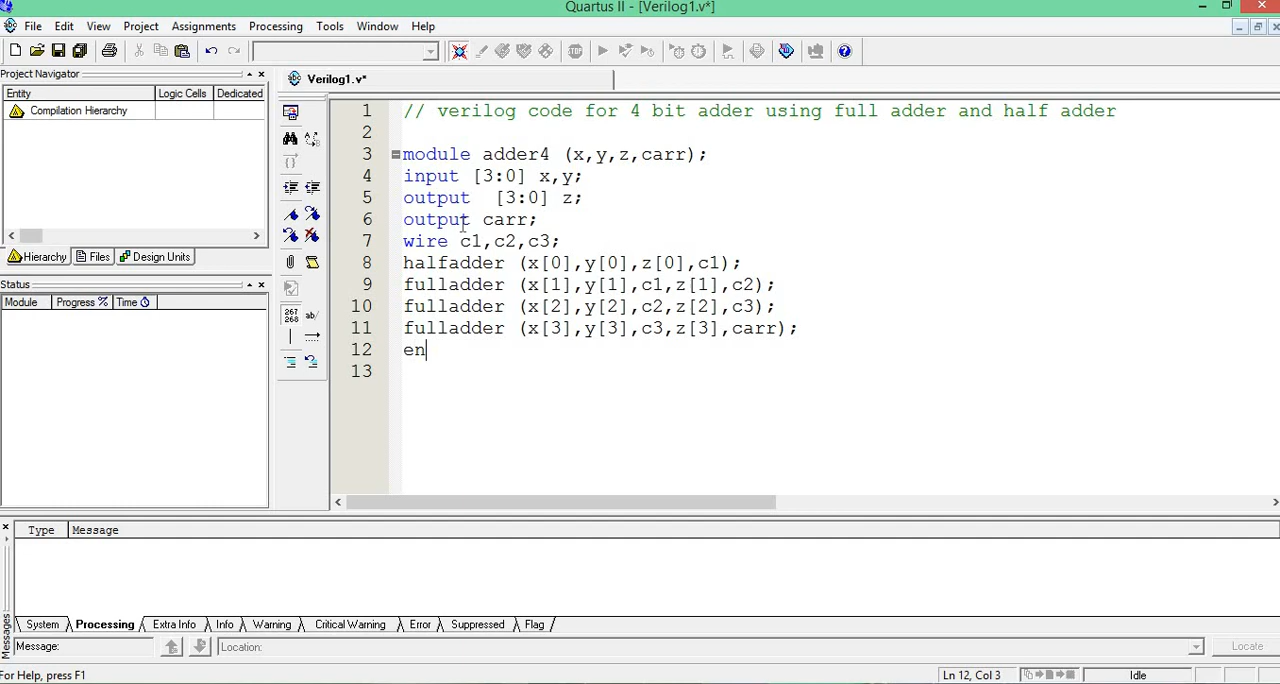 Quartus II - [Verilog1.v*]
File Edit View Project Assignments Processing Tools Window Help
Project Navigator
Verilog1.v*
Entity Logic Cells Dedicated
Compilation Hierarchy
Hierarchy Files Design Units
Status
Module Progress % Time
267
268
ab/
1 // verilog code for 4 bit adder using full adder and half adder
2
3 module adder4 (x,y,z,carr);
4 input [3:0] x,y;
5 output  [3:0] z;
6 output carr;
7 wire c1,c2,c3;
8 halfadder (x[0],y[0],z[0],c1);
9 fulladder (x[1],y[1],c1,z[1],c2);
10 fulladder (x[2],y[2],c2,z[2],c3);
11 fulladder (x[3],y[3],c3,z[3],carr);
12 en
13
Type Message
System Processing Extra Info Info Warning Critical Warning Error Suppressed Flag
Messages
Message: Location: Locate
For Help, press F1 Ln 12, Col 3 Idle